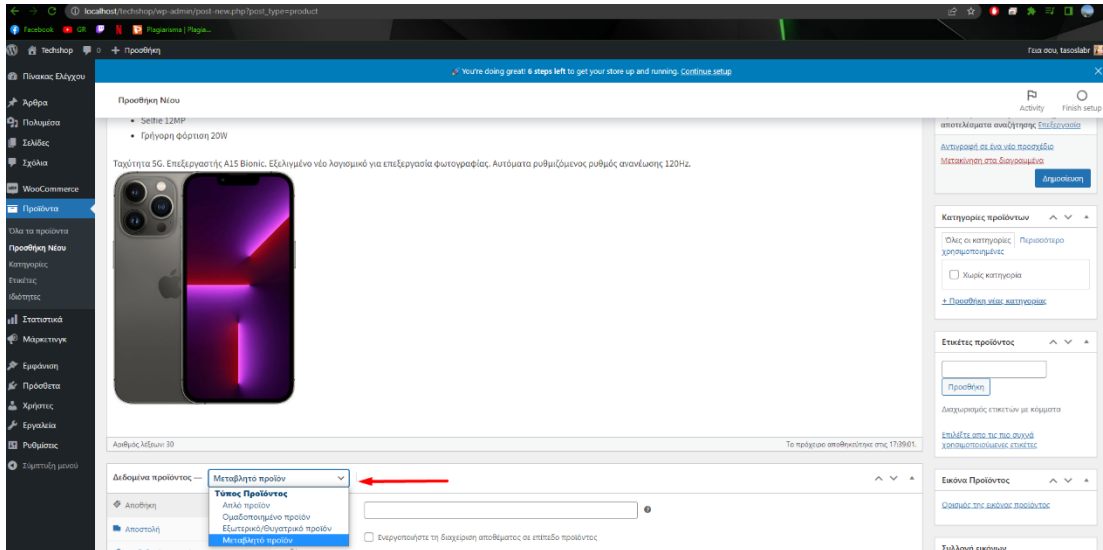 localhost/techshop/wp-admin/post-new.php?post_type=product
Facebook GR Plagiarisma | Plagia...
Techshop 0 + Προσθήκη Γεια σου, tasoslabr
You're doing great! 6 steps left to get your store up and running. Continue setup
Πίνακας Ελέγχου
Άρθρα
Πολυμέσα
Σελίδες
Σχόλια
WooCommerce
Προϊόντα
Όλα τα προϊόντα
Προσθήκη Νέου
Κατηγορίες
Ετικέτες
Ιδιότητες
Στατιστικά
Μάρκετινγκ
Εμφάνιση
Πρόσθετα
Χρήστες
Εργαλεία
Ρυθμίσεις
Σύμπτυξη μενού
Προσθήκη Νέου
Activity Finish setup
• Selfie 12MP
• Γρήγορη φόρτιση 20W
Ταχύτητα 5G. Επεξεργαστής A15 Bionic. Εξελιγμένο νέο λογισμικό για επεξεργασία φωτογραφίας. Αυτόματα ρυθμιζόμενος ρυθμός ανανέωσης 120Hz.
Αριθμός λέξεων: 30 Το πρόχειρο αποθηκεύτηκε στις 17:39:01.
Δεδομένα προϊόντος — Μεταβλητό προϊόν
Τύπος Προϊόντος
Απλό προϊόν
Ομαδοποιημένο προϊόν
Εξωτερικό/Θυγατρικό προϊόν
Μεταβλητό προϊόν
Αποθήκη
Αποστολή
Ενεργοποιήστε τη διαχείριση αποθέματος σε επίπεδο προϊόντος
αποτελέσματα αναζήτησης Επεξεργασία
Αντιγραφή σε ένα νέο προσχέδιο
Μετακίνηση στα διαγραμμένα
Δημοσίευση
Κατηγορίες προϊόντων
Όλες οι κατηγορίες Περισσότερο
χρησιμοποιημένες
Χωρίς κατηγορία
+ Προσθήκη νέας κατηγορίας
Ετικέτες προϊόντος
Προσθήκη
Διαχωρισμός ετικετών με κόμματα
Επιλέξτε απο τις πιο συχνά
χρησιμοποιούμενες ετικέτες
Εικόνα Προϊόντος
Ορισμός της εικόνας προϊόντος
Συλλογή εικόνων